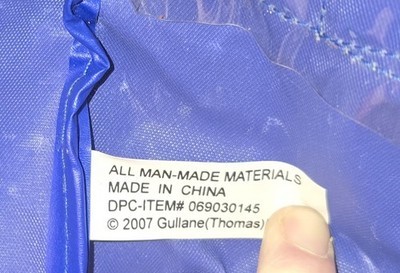 ALL MAN-MADE MATERIALS
MADE IN CHINA
DPC-ITEM# 069030145
© 2007 Gullane(Thomas)